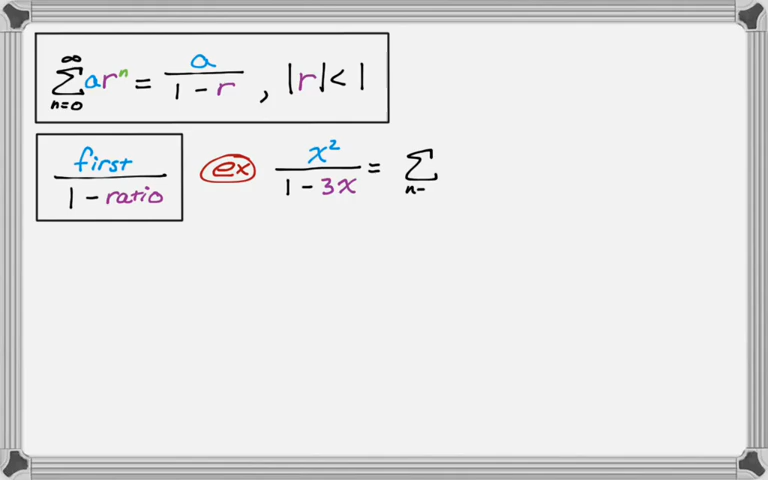 ∞
∑ arⁿ = a / (1 - r) , |r| < 1
n=0
first / (1 - ratio)
ex x² / (1 - 3x) = ∑
n-